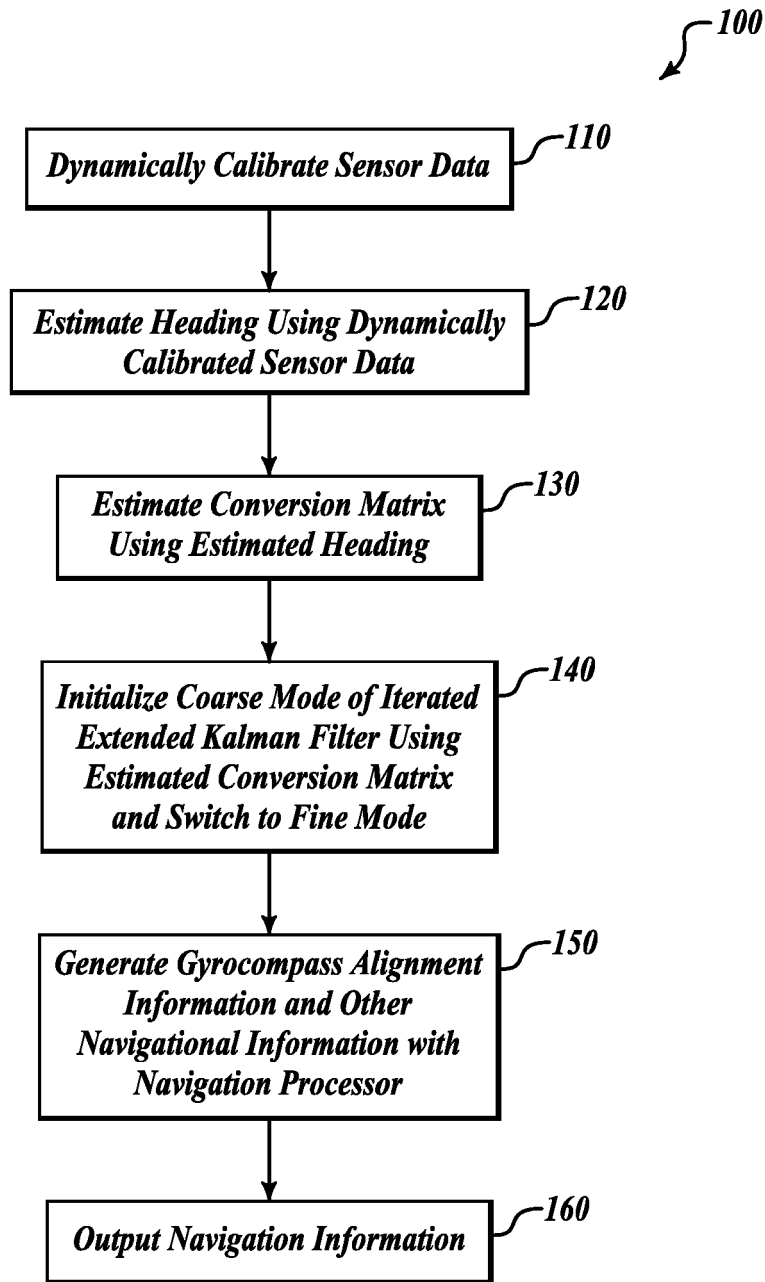 100
110
Dynamically Calibrate Sensor Data
120
Estimate Heading Using Dynamically
Calibrated Sensor Data
130
Estimate Conversion Matrix
Using Estimated Heading
140
Initialize Coarse Mode of Iterated
Extended Kalman Filter Using
Estimated Conversion Matrix
and Switch to Fine Mode
150
Generate Gyrocompass Alignment
Information and Other
Navigational Information with
Navigation Processor
160
Output Navigation Information